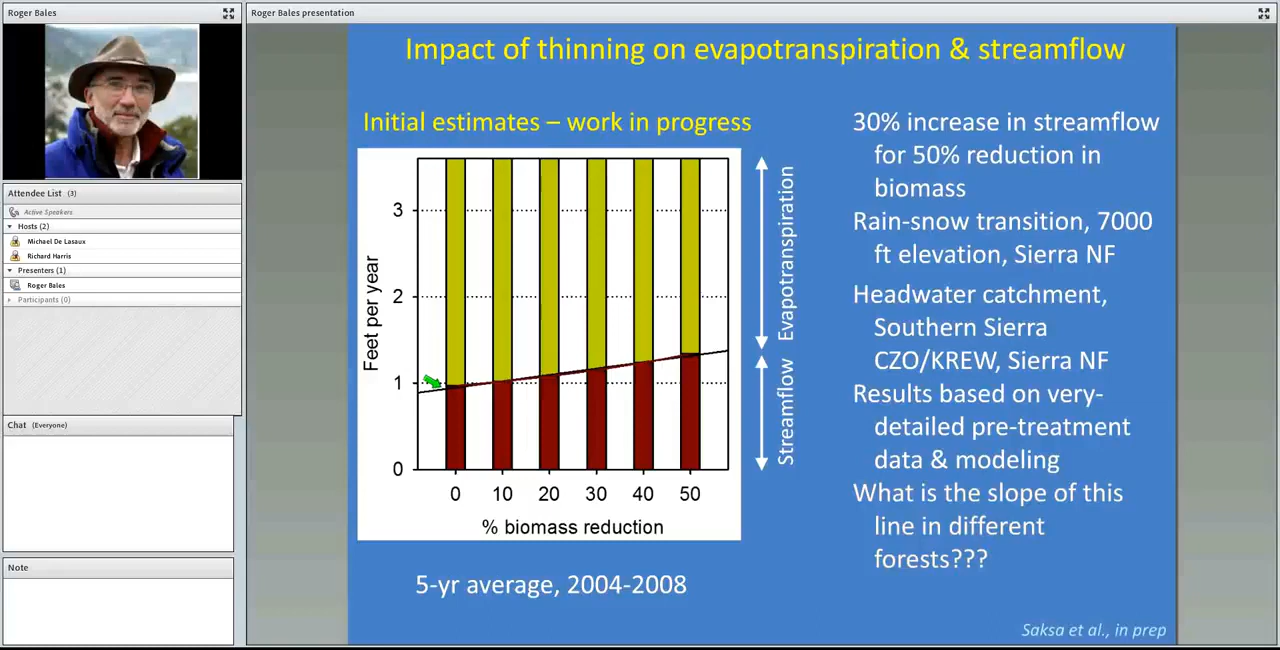 Roger Bales
Attendee List (3)
Active Speakers
Hosts (2)
Michael De Lasaux
Richard Harris
Presenters (1)
Roger Bales
Participants (0)
Chat (Everyone)
Note
Roger Bales presentation
Impact of thinning on evapotranspiration & streamflow
Initial estimates – work in progress
Feet per year
3
2
1
0
0 10 20 30 40 50
% biomass reduction
Evapotranspiration
Streamflow
5-yr average, 2004-2008
30% increase in streamflow
for 50% reduction in
biomass
Rain-snow transition, 7000
ft elevation, Sierra NF
Headwater catchment,
Southern Sierra
CZO/KREW, Sierra NF
Results based on very-
detailed pre-treatment
data & modeling
What is the slope of this
line in different
forests???
Saksa et al., in prep